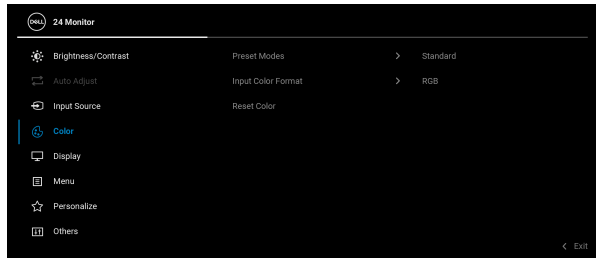 DELL 24 Monitor
Brightness/Contrast Preset Modes > Standard
Auto Adjust Input Color Format > RGB
Input Source Reset Color
Color
Display
Menu
Personalize
Others
< Exit